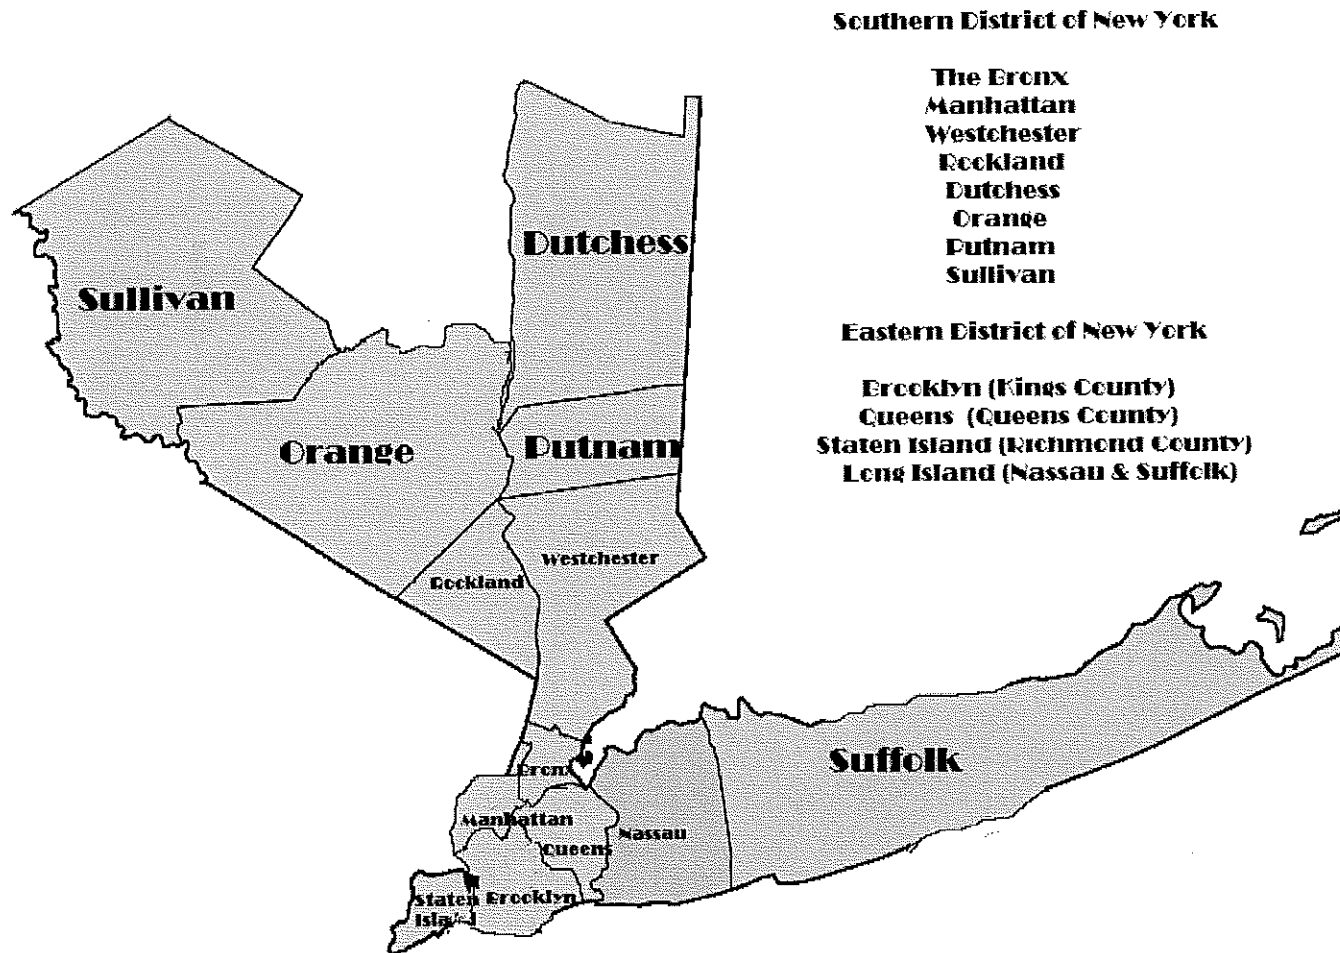 Southern District of New York
The Bronx
Manhattan
Westchester
Rockland
Dutchess
Orange
Putnam
Sullivan
Eastern District of New York
Brooklyn (Kings County)
Queens (Queens County)
Staten Island (Richmond County)
Long Island (Nassau & Suffolk)
Dutchess
Sullivan
Orange
Putnam
Westchester
Rockland
Suffolk
Bronx
Manhattan
Nassau
Queens
Staten
Island
Brooklyn